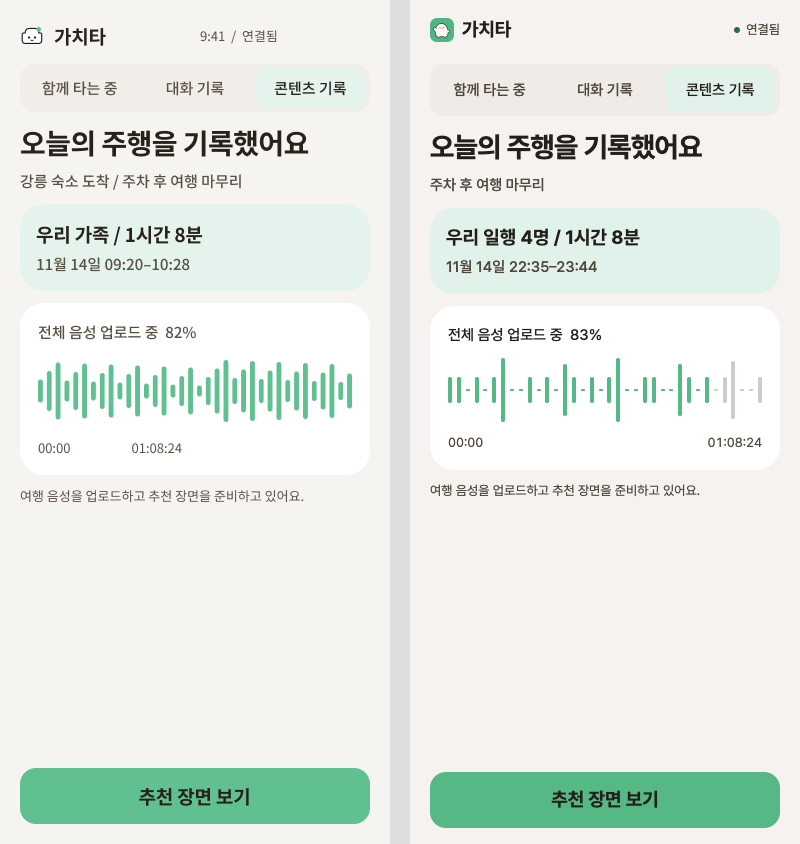 가치타
9:41 / 연결됨
함께 타는 중
대화 기록
콘텐츠 기록
오늘의 주행을 기록했어요
강릉 숙소 도착 / 주차 후 여행 마무리
우리 가족 / 1시간 8분
11월 14일 09:20–10:28
전체 음성 업로드 중 82%
00:00
01:08:24
여행 음성을 업로드하고 추천 장면을 준비하고 있어요.
추천 장면 보기
가치타
연결됨
함께 타는 중
대화 기록
콘텐츠 기록
오늘의 주행을 기록했어요
주차 후 여행 마무리
우리 일행 4명 / 1시간 8분
11월 14일 22:35–23:44
전체 음성 업로드 중 83%
00:00
01:08:24
여행 음성을 업로드하고 추천 장면을 준비하고 있어요.
추천 장면 보기